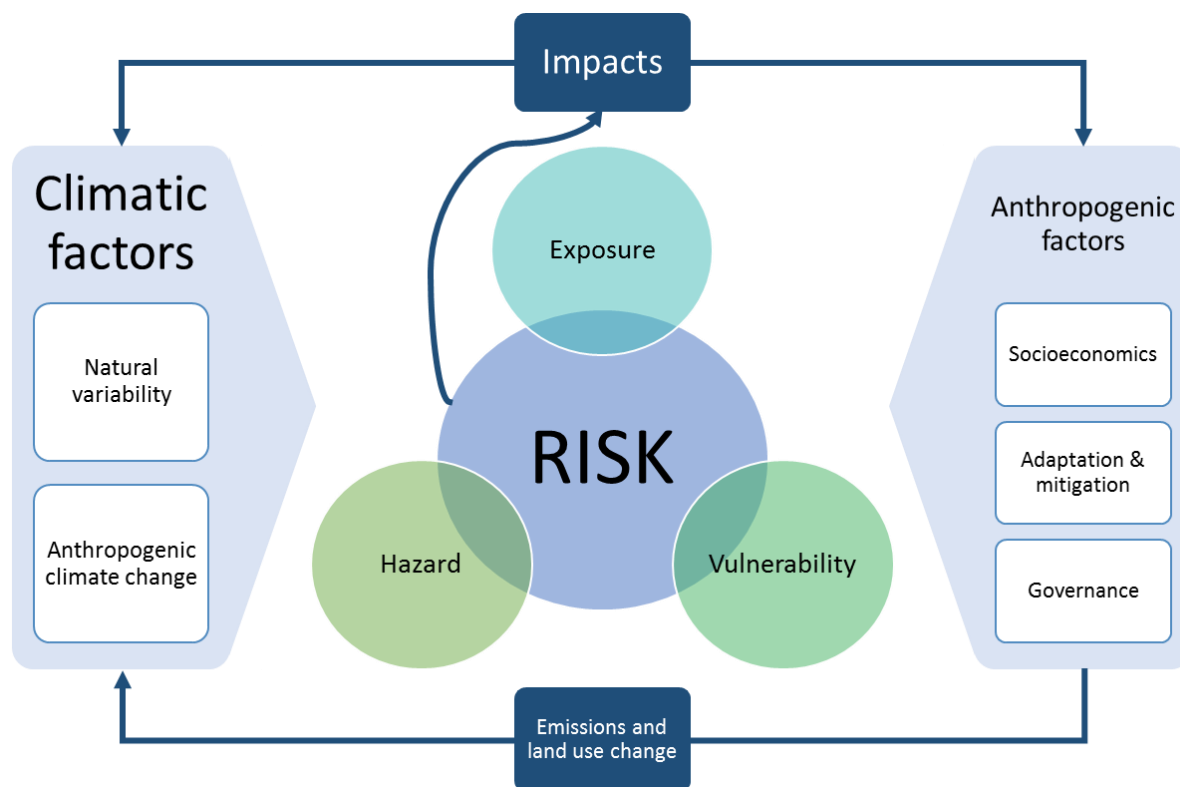 Impacts
Climatic
factors
Natural
variability
Anthropogenic
climate change
Exposure
RISK
Hazard
Vulnerability
Anthropogenic
factors
Socioeconomics
Adaptation &
mitigation
Governance
Emissions and
land use change